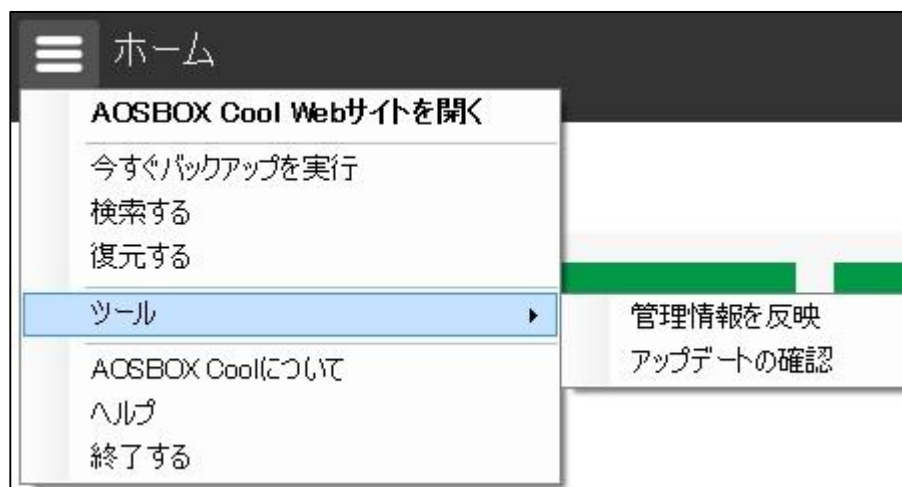 ホーム
AOSBOX Cool Webサイトを開く
今すぐバックアップを実行
検索する
復元する
ツール
管理情報を反映
アップデートの確認
AOSBOX Coolについて
ヘルプ
終了する